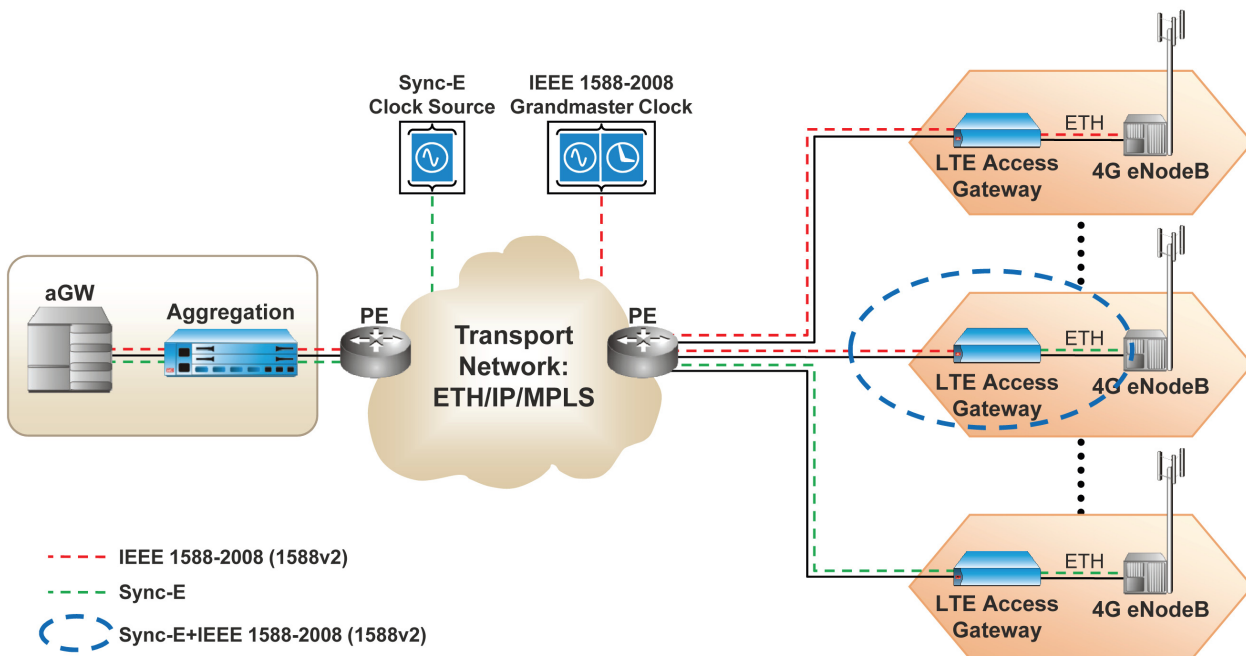 Sync-E
Clock Source
IEEE 1588-2008
Grandmaster Clock
ETH
LTE Access
Gateway
4G eNodeB
aGW
Aggregation
PE
Transport
Network:
ETH/IP/MPLS
PE
ETH
LTE Access
Gateway
4G eNodeB
ETH
LTE Access
Gateway
4G eNodeB
IEEE 1588-2008 (1588v2)
Sync-E
Sync-E+IEEE 1588-2008 (1588v2)